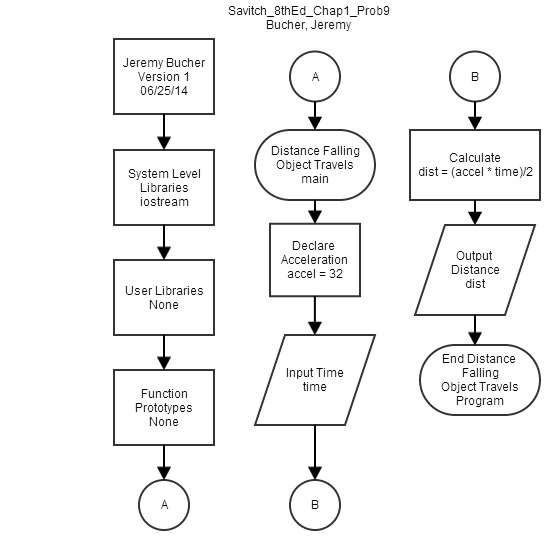 Savitch_8thEd_Chap1_Prob9
Bucher, Jeremy
Jeremy Bucher
Version 1
06/25/14
System Level
Libraries
iostream
User Libraries
None
Function
Prototypes
None
A
A
Distance Falling
Object Travels
main
Declare
Acceleration
accel = 32
Input Time
time
B
B
Calculate
dist = (accel * time)/2
Output
Distance
dist
End Distance
Falling
Object Travels
Program